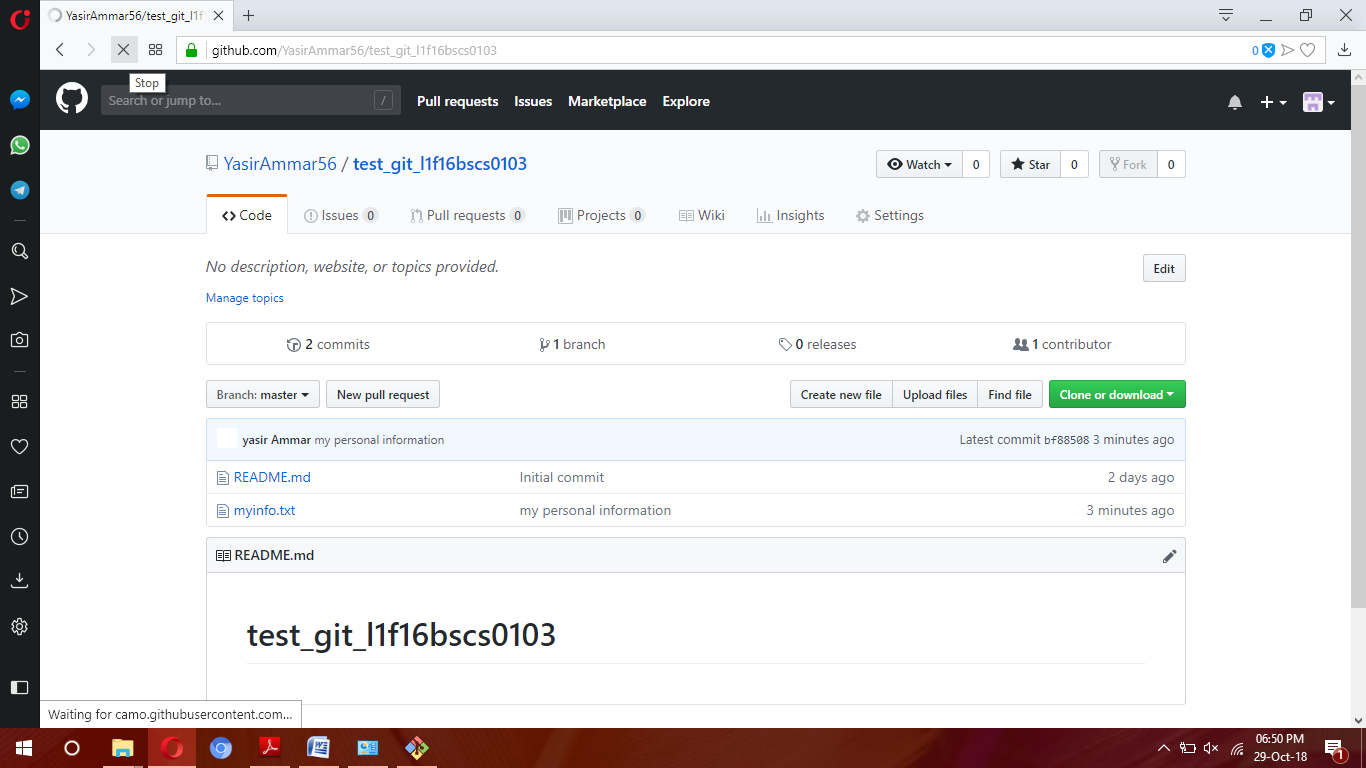 YasirAmmar56/test_git_l1f1
github.com/YasirAmmar56/test_git_l1f16bscs0103
0
Stop
Search or jump to...
/
Pull requests Issues Marketplace Explore
YasirAmmar56 / test_git_l1f16bscs0103
Watch 0 Star 0 Fork 0
Code Issues 0 Pull requests 0 Projects 0 Wiki Insights Settings
No description, website, or topics provided.
Edit
Manage topics
2 commits 1 branch 0 releases 1 contributor
Branch: master New pull request Create new file Upload files Find file Clone or download
yasir Ammar my personal information Latest commit bf88508 3 minutes ago
README.md Initial commit 2 days ago
myinfo.txt my personal information 3 minutes ago
README.md
test_git_l1f16bscs0103
Waiting for camo.githubusercontent.com...
06:50 PM
29-Oct-18
1